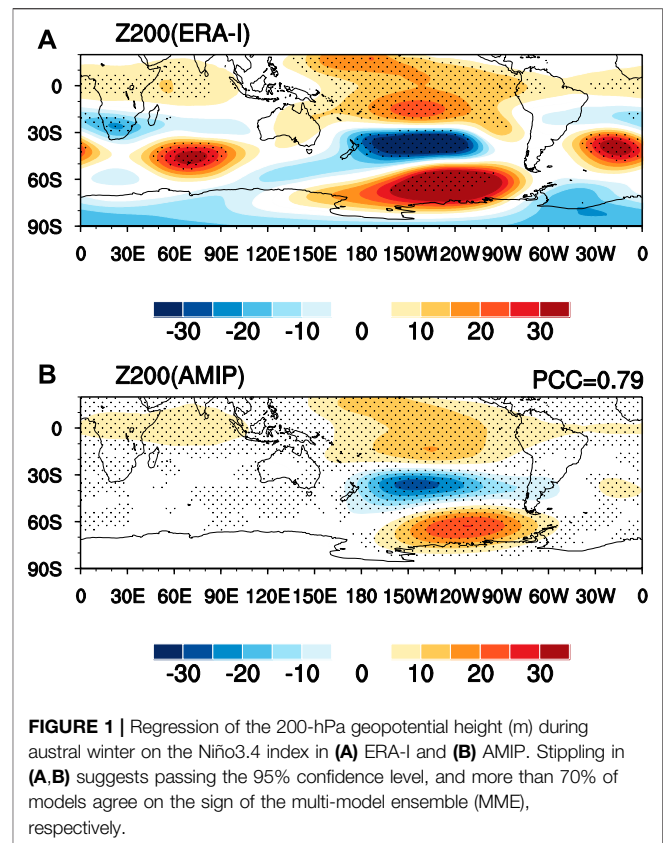 A
Z200(ERA-I)
0
30S
60S
90S
0 30E 60E 90E 120E 150E 180 150W 120W 90W 60W 30W 0
-30 -20 -10 0 10 20 30
B
Z200(AMIP) PCC=0.79
0
30S
60S
90S
0 30E 60E 90E 120E 150E 180 150W 120W 90W 60W 30W 0
-30 -20 -10 0 10 20 30
FIGURE 1 | Regression of the 200-hPa geopotential height (m) during
austral winter on the Niño3.4 index in (A) ERA-I and (B) AMIP. Stippling in
(A,B) suggests passing the 95% confidence level, and more than 70% of
models agree on the sign of the multi-model ensemble (MME),
respectively.